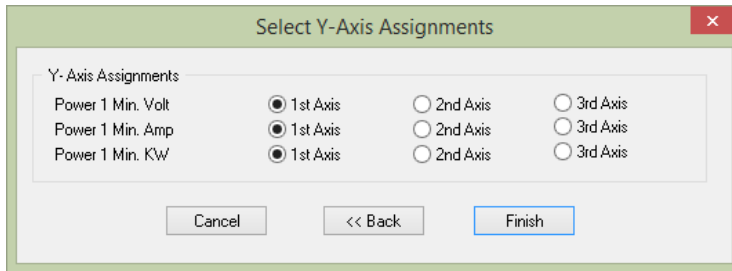 Select Y-Axis Assignments
Y- Axis Assignments
Power 1 Min. Volt 1st Axis 2nd Axis 3rd Axis
Power 1 Min. Amp 1st Axis 2nd Axis 3rd Axis
Power 1 Min. KW 1st Axis 2nd Axis 3rd Axis
Cancel << Back Finish